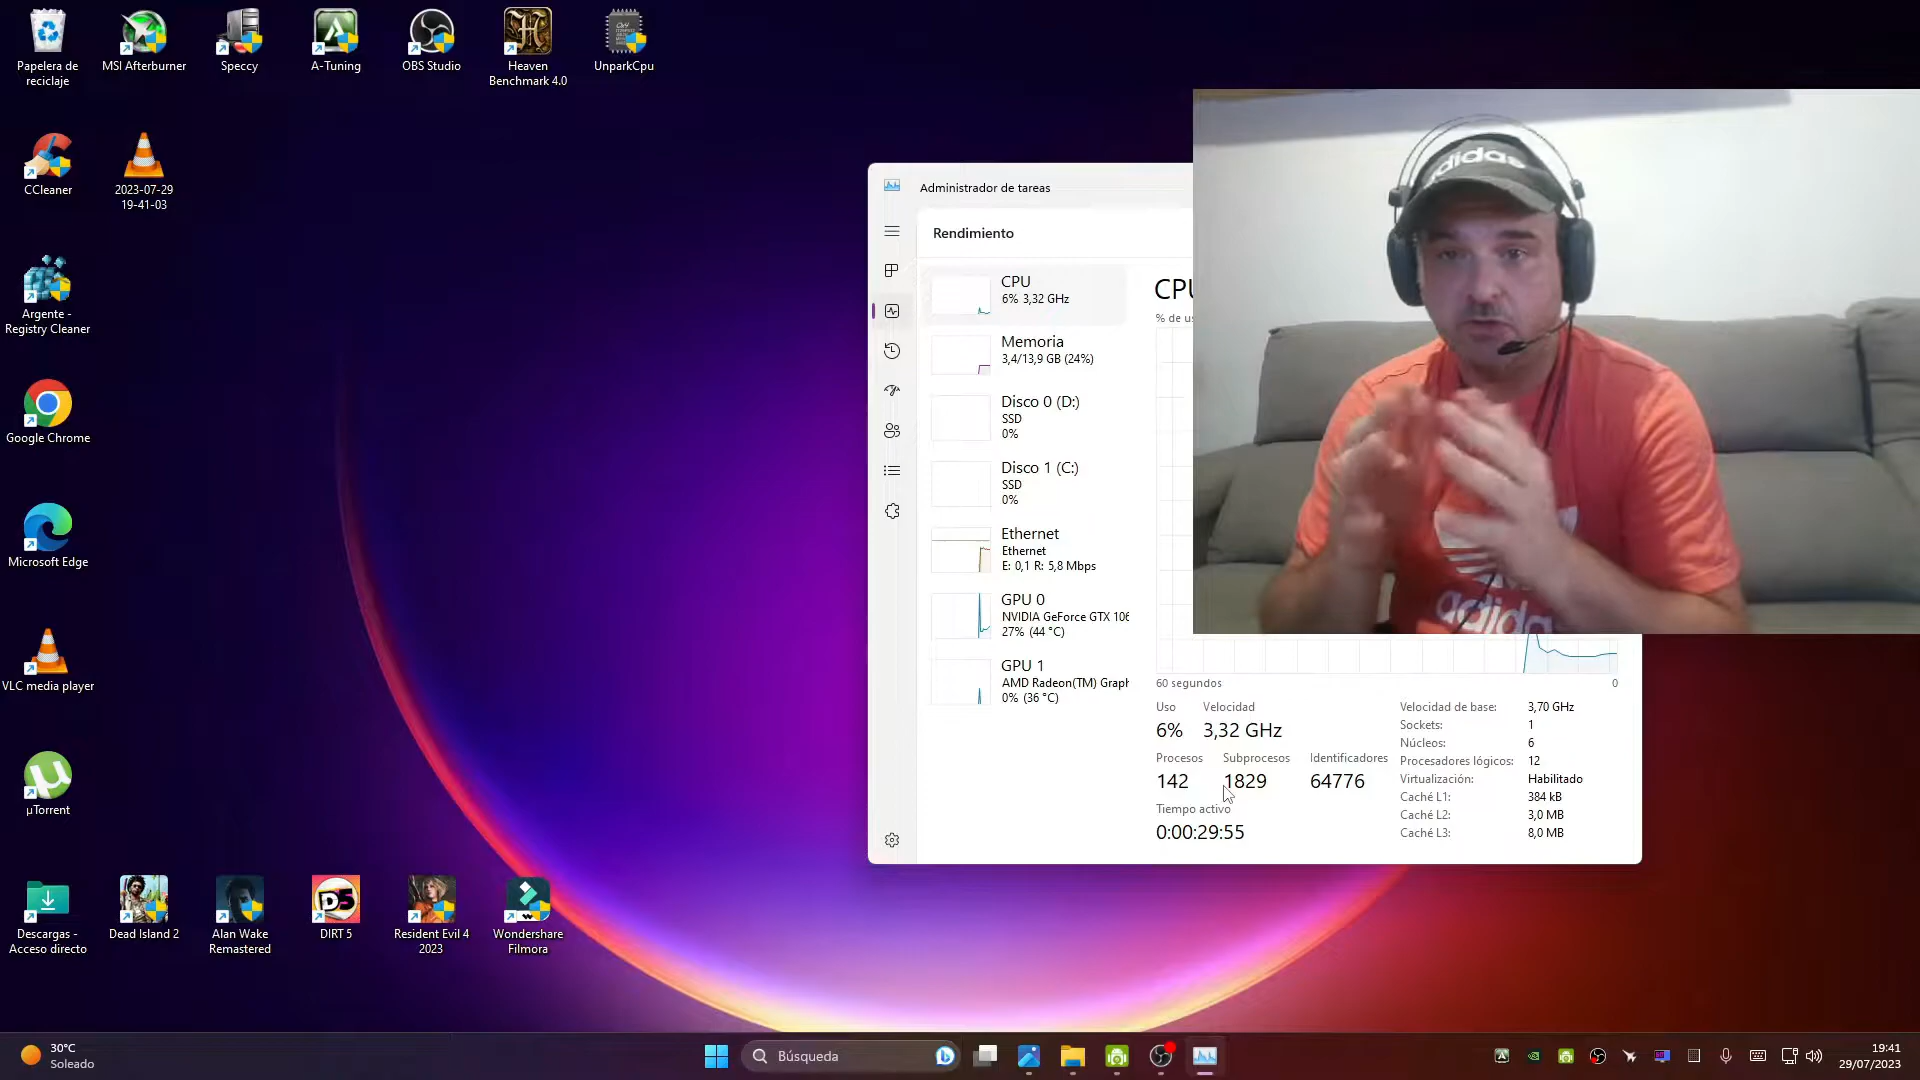 Papelera de
reciclaje
MSI Afterburner
Speccy
A-Tuning
OBS Studio
Heaven
Benchmark 4.0
UnparkCpu
CCleaner
2023-07-29
19-41-03
Argente -
Registry Cleaner
Google Chrome
Microsoft Edge
VLC media player
µTorrent
Descargas -
Acceso directo
Dead Island 2
Alan Wake
Remastered
D5
DIRT 5
Resident Evil 4
2023
Wondershare
Filmora
Administrador de tareas
Rendimiento
CPU
6% 3,32 GHz
Memoria
3,4/13,9 GB (24%)
Disco 0 (D:)
SSD
0%
Disco 1 (C:)
SSD
0%
Ethernet
Ethernet
E: 0,1 R: 5,8 Mbps
GPU 0
NVIDIA GeForce GTX 106
27% (44 °C)
GPU 1
AMD Radeon(TM) Graph
0% (36 °C)
CPU
% de us
adidas
adidas
60 segundos
0
Uso
Velocidad
6%
3,32 GHz
Procesos
Subprocesos
Identificadores
142
1829
64776
Tiempo activo
0:00:29:55
Velocidad de base:
3,70 GHz
Sockets:
1
Núcleos:
6
Procesadores lógicos:
12
Virtualización:
Habilitado
Caché L1:
384 kB
Caché L2:
3,0 MB
Caché L3:
8,0 MB
30°C
Soleado
Búsqueda
19:41
29/07/2023